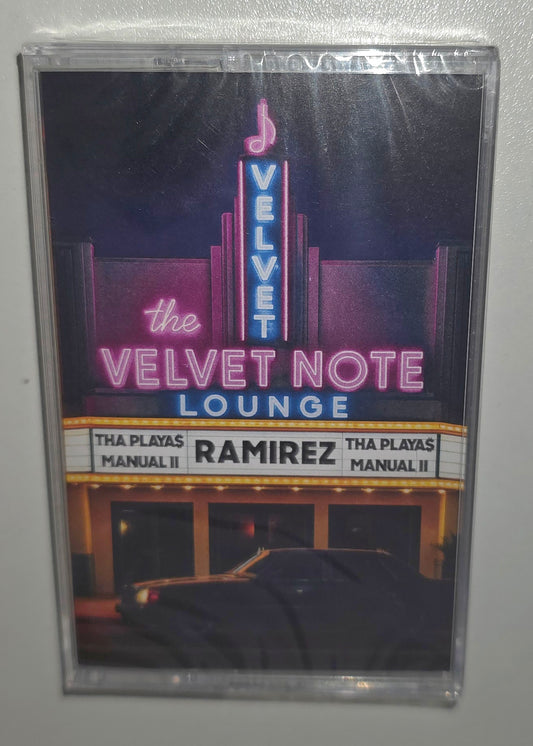 VELVET
the
VELVET NOTE
LOUNGE
THA PLAYA$
MANUAL II
RAMIREZ
THA PLAYA$
MANUAL II